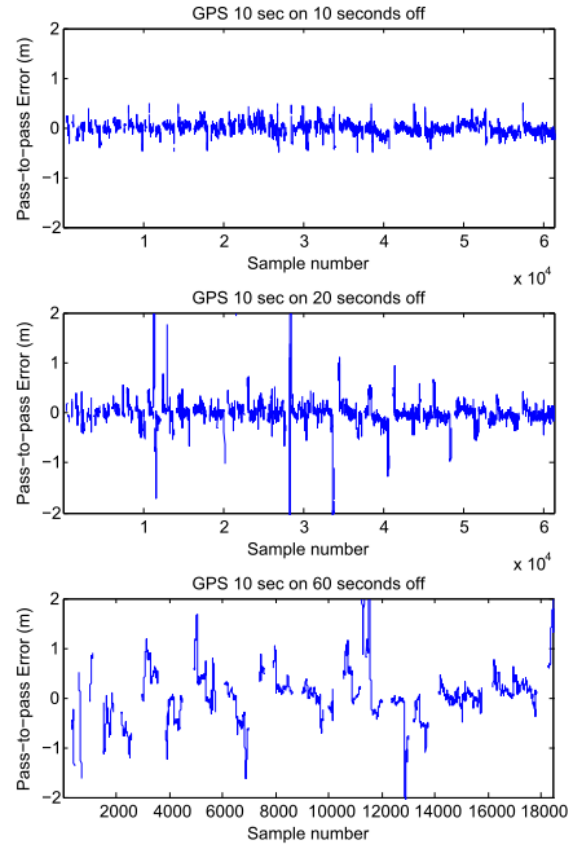 GPS 10 sec on 10 seconds off
2
1
0
−1
−2
Pass−to−pass Error (m)
1 2 3 4 5 6
Sample number
x 10^4
GPS 10 sec on 20 seconds off
2
1
0
−1
−2
Pass−to−pass Error (m)
1 2 3 4 5 6
Sample number
x 10^4
GPS 10 sec on 60 seconds off
2
1
0
−1
−2
Pass−to−pass Error (m)
2000 4000 6000 8000 10000 12000 14000 16000 18000
Sample number